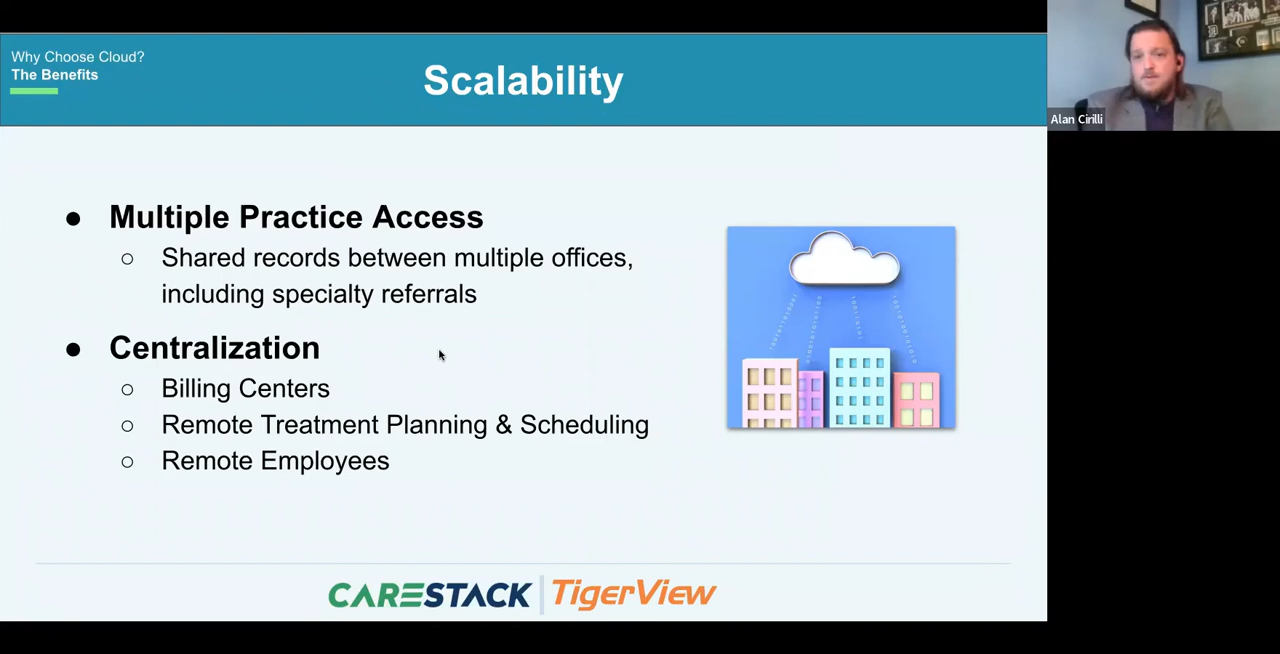 Why Choose Cloud?
The Benefits
Scalability
Alan Cirilli
● Multiple Practice Access
○ Shared records between multiple offices,
including specialty referrals
● Centralization
○ Billing Centers
○ Remote Treatment Planning & Scheduling
○ Remote Employees
CARESTACK | TigerView